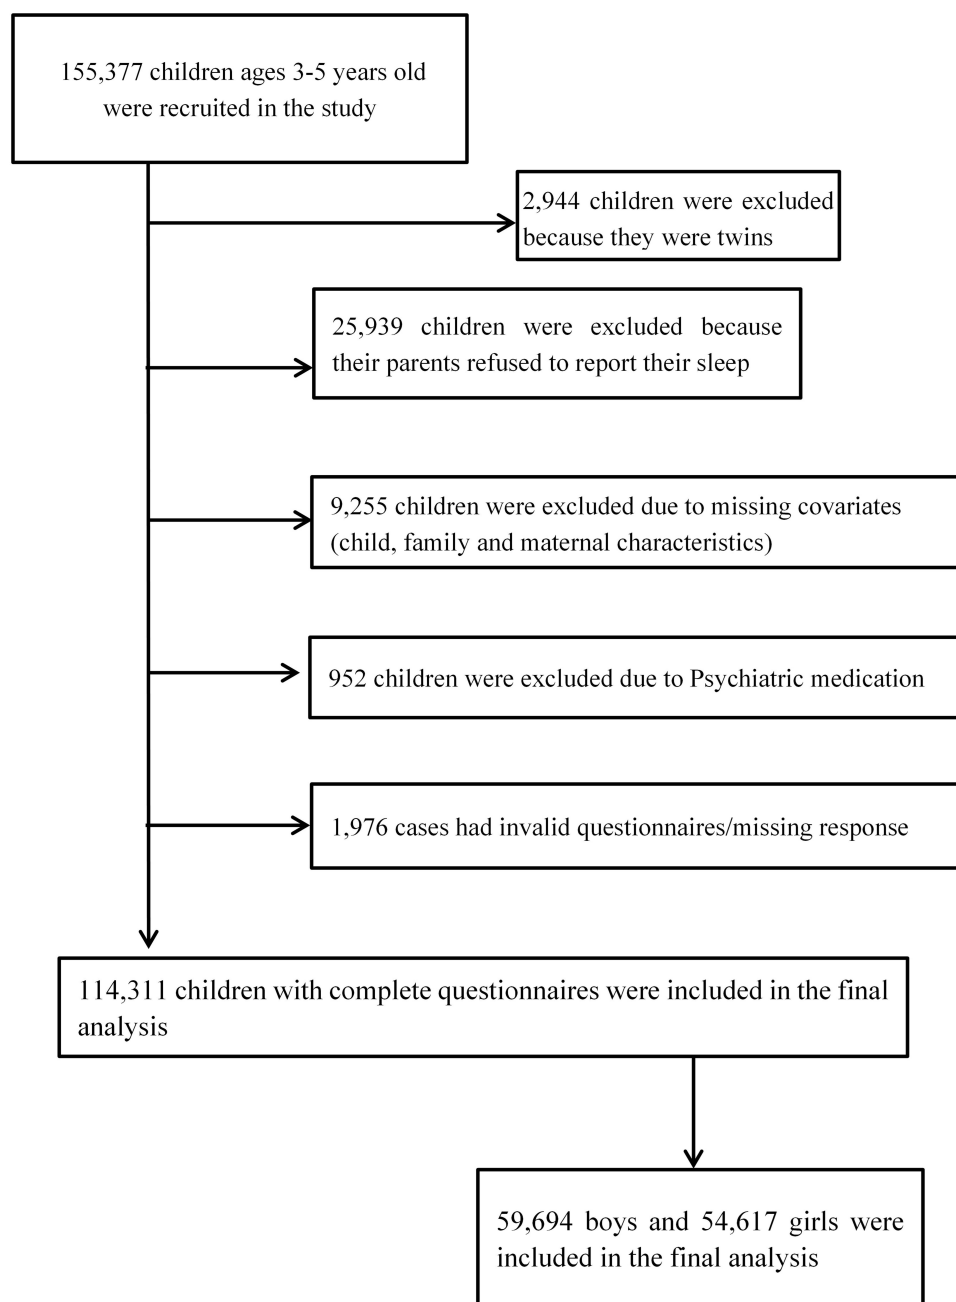 155,377 children ages 3-5 years old
were recruited in the study
2,944 children were excluded
because they were twins
25,939 children were excluded because
their parents refused to report their sleep
9,255 children were excluded due to missing covariates
(child, family and maternal characteristics)
952 children were excluded due to Psychiatric medication
1,976 cases had invalid questionnaires/missing response
114,311 children with complete questionnaires were included in the final
analysis
59,694 boys and 54,617 girls were
included in the final analysis